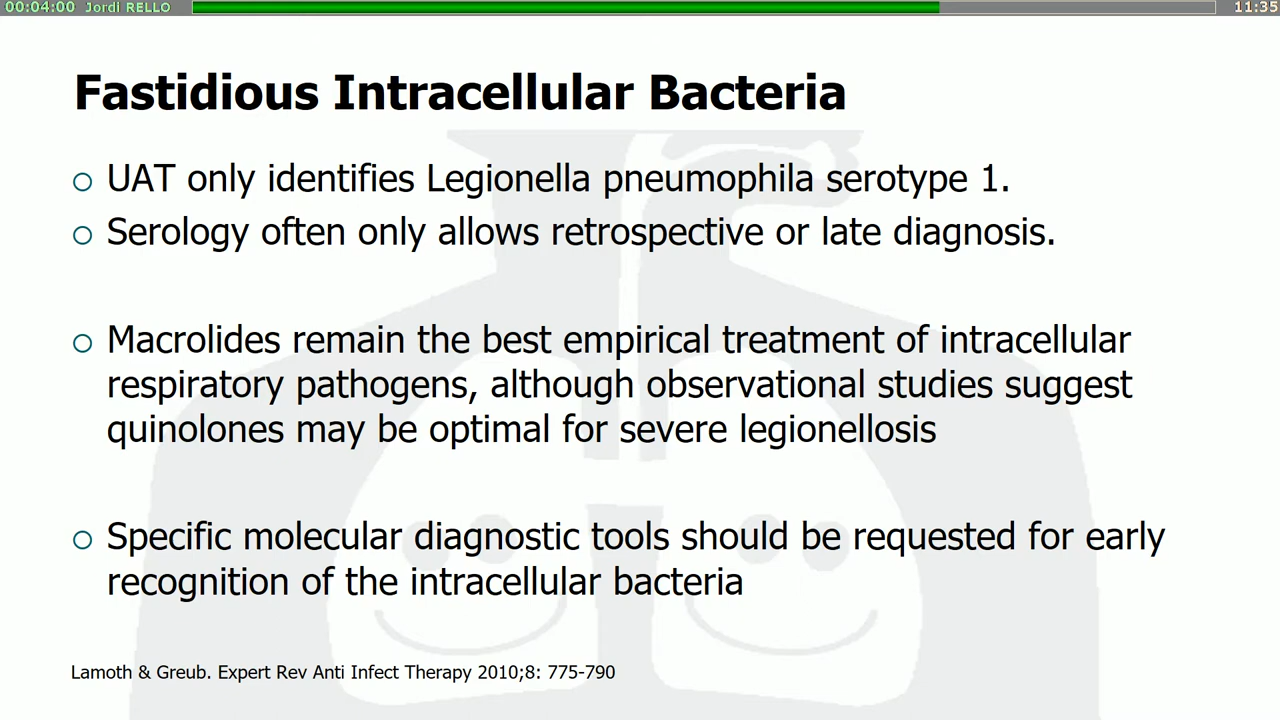 00:04:00 Jordi RELLO 11:35
Fastidious Intracellular Bacteria
○ UAT only identifies Legionella pneumophila serotype 1.
○ Serology often only allows retrospective or late diagnosis.
○ Macrolides remain the best empirical treatment of intracellular
respiratory pathogens, although observational studies suggest
quinolones may be optimal for severe legionellosis
○ Specific molecular diagnostic tools should be requested for early
recognition of the intracellular bacteria
Lamoth & Greub. Expert Rev Anti Infect Therapy 2010;8: 775-790